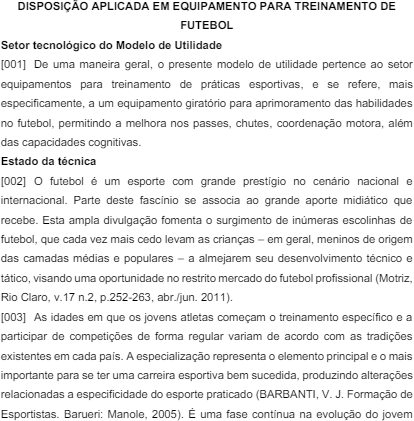 DISPOSIÇÃO APLICADA EM EQUIPAMENTO PARA TREINAMENTO DE
FUTEBOL
Setor tecnológico do Modelo de Utilidade
[001] De uma maneira geral, o presente modelo de utilidade pertence ao setor
equipamentos para treinamento de práticas esportivas, e se refere, mais
especificamente, a um equipamento giratório para aprimoramento das habilidades
no futebol, permitindo a melhora nos passes, chutes, coordenação motora, além
das capacidades cognitivas.
Estado da técnica
[002] O futebol é um esporte com grande prestígio no cenário nacional e
internacional. Parte deste fascínio se associa ao grande aporte midiático que
recebe. Esta ampla divulgação fomenta o surgimento de inúmeras escolinhas de
futebol, que cada vez mais cedo levam as crianças – em geral, meninos de origem
das camadas médias e populares – a almejarem seu desenvolvimento técnico e
tático, visando uma oportunidade no restrito mercado do futebol profissional (Motriz,
Rio Claro, v.17 n.2, p.252-263, abr./jun. 2011).
[003] As idades em que os jovens atletas começam o treinamento específico e a
participar de competições de forma regular variam de acordo com as tradições
existentes em cada país. A especialização representa o elemento principal e o mais
importante para se ter uma carreira esportiva bem sucedida, produzindo alterações
relacionadas a especificidade do esporte praticado (BARBANTI, V. J. Formação de
Esportistas. Barueri: Manole, 2005). É uma fase contínua na evolução do jovem